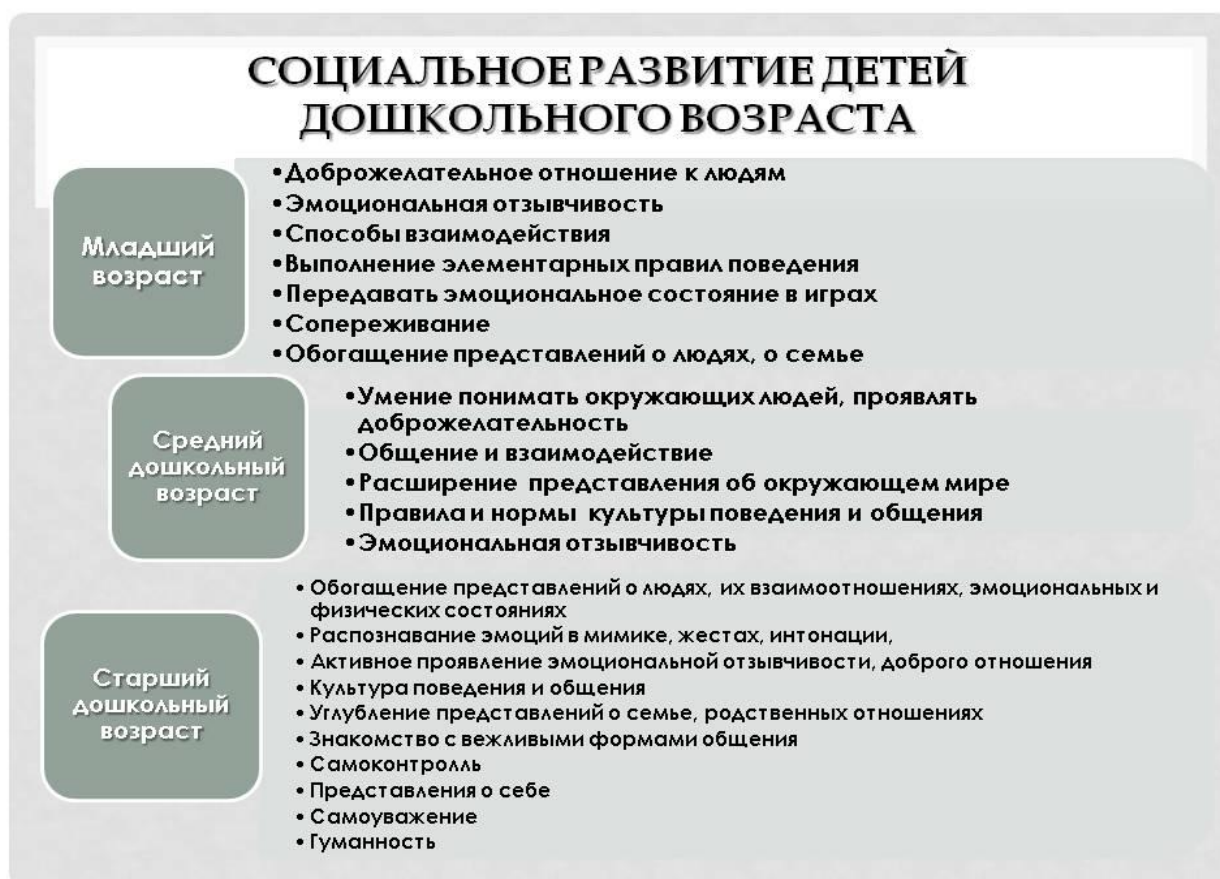 СОЦИАЛЬНОЕ РАЗВИТИЕ ДЕТЕЙ
ДОШКОЛЬНОГО ВОЗРАСТА
Младший
возраст
•Доброжелательное отношение к людям
•Эмоциональная отзывчивость
•Способы взаимодействия
•Выполнение элементарных правил поведения
•Передавать эмоциональное состояние в играх
•Сопереживание
•Обогащение представлений о людях, о семье
Средний
дошкольный
возраст
•Умение понимать окружающих людей, проявлять
доброжелательность
•Общение и взаимодействие
•Расширение представления об окружающем мире
•Правила и нормы культуры поведения и общения
•Эмоциональная отзывчивость
Старший
дошкольный
возраст
• Обогащение представлений о людях, их взаимоотношениях, эмоциональных и
физических состояниях
• Распознавание эмоций в мимике, жестах, интонации,
• Активное проявление эмоциональной отзывчивости, доброго отношения
• Культура поведения и общения
• Углубление представлений о семье, родственных отношениях
• Знакомство с вежливыми формами общения
• Самоконтролль
• Представления о себе
• Самоуважение
• Гуманность